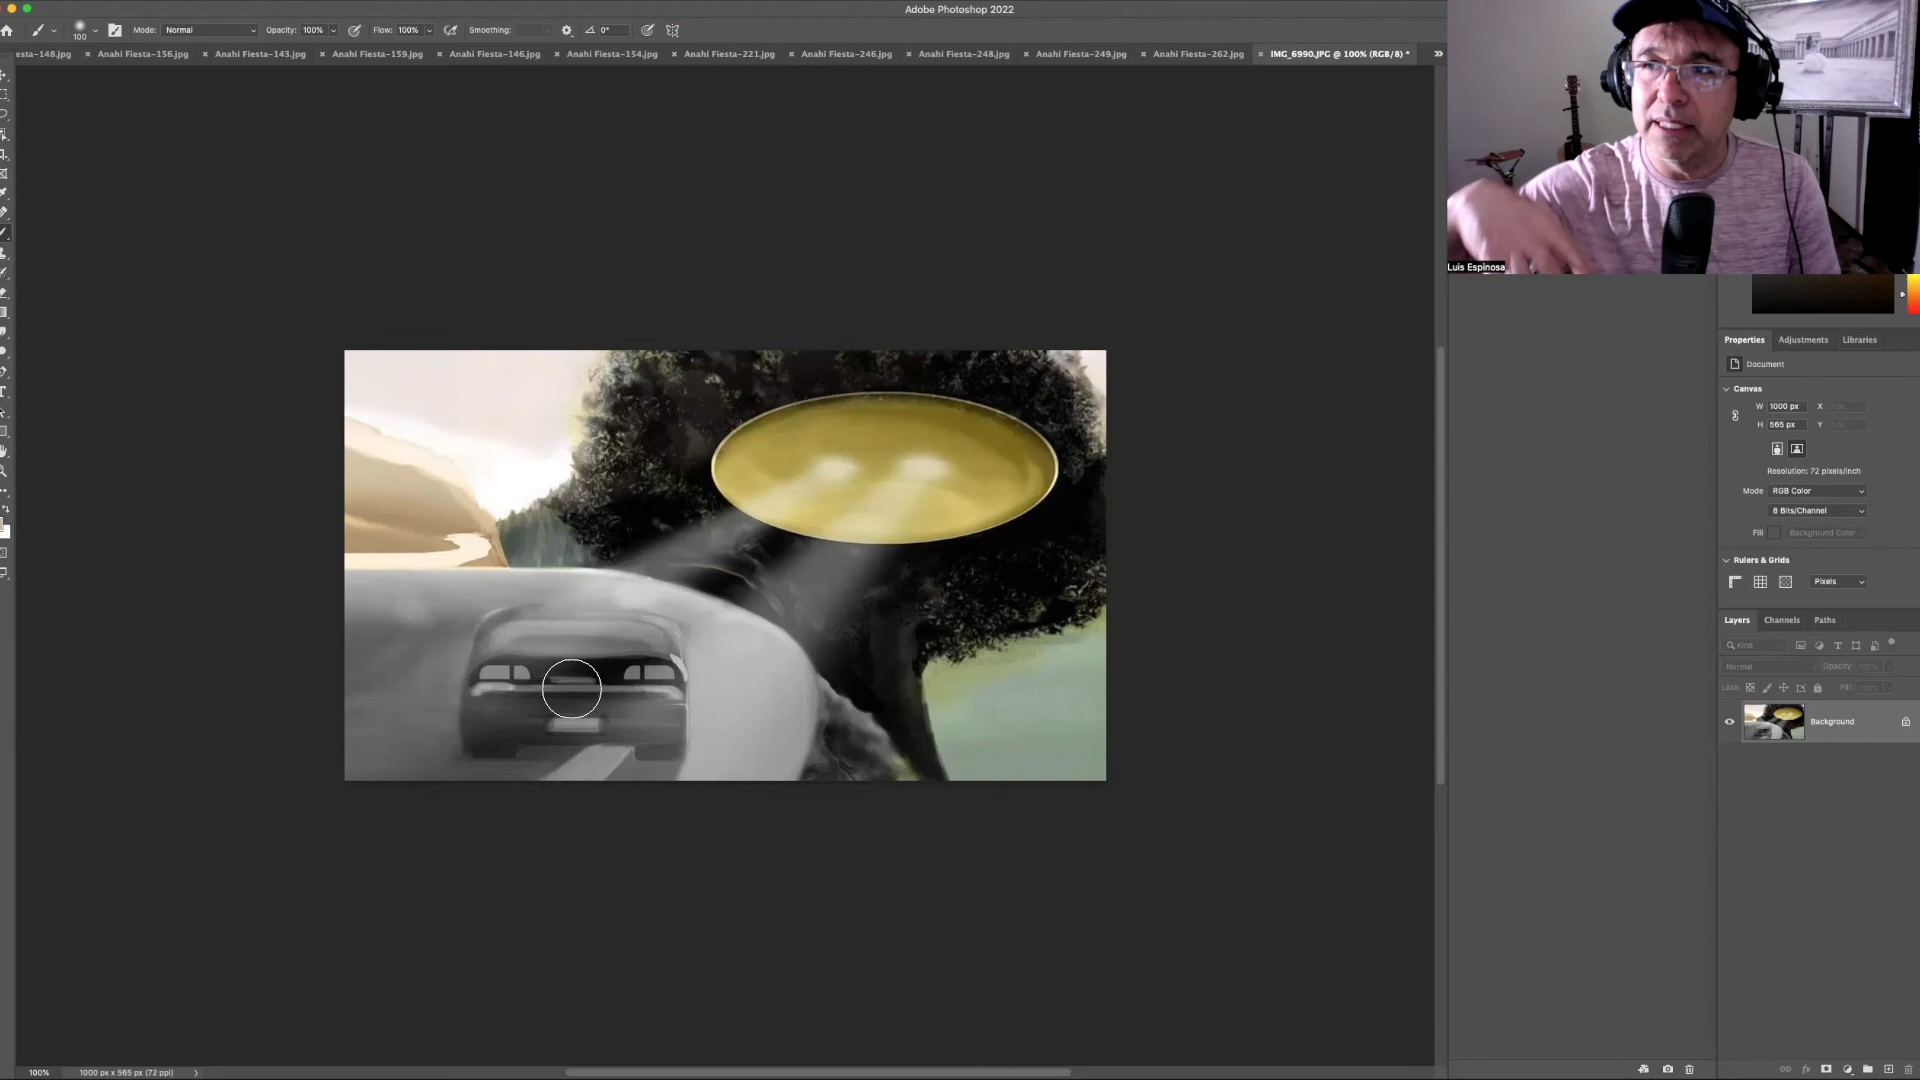 Adobe Photoshop 2022
100 Mode: Normal Opacity: 100% Flow: 100% Smoothing: 0°
esta-148.jpg × Anahi Fiesta-156.jpg × Anahi Fiesta-143.jpg × Anahi Fiesta-159.jpg × Anahi Fiesta-146.jpg × Anahi Fiesta-154.jpg × Anahi Fiesta-221.jpg × Anahi Fiesta-246.jpg × Anahi Fiesta-248.jpg × Anahi Fiesta-249.jpg × Anahi Fiesta-262.jpg × IMG_6990.JPG @ 100% (RGB/8) * »
Luis Espinosa
Properties Adjustments Libraries
Document
Canvas
W 1000 px X
H 565 px Y
Resolution: 72 pixels/inch
Mode RGB Color
8 Bits/Channel
Fill Background Color
Rulers & Grids
Pixels
Layers Channels Paths
Kind
Normal Opacity: 100%
Lock: Fill: 100%
Background
100% 1000 px x 565 px (72 ppi)